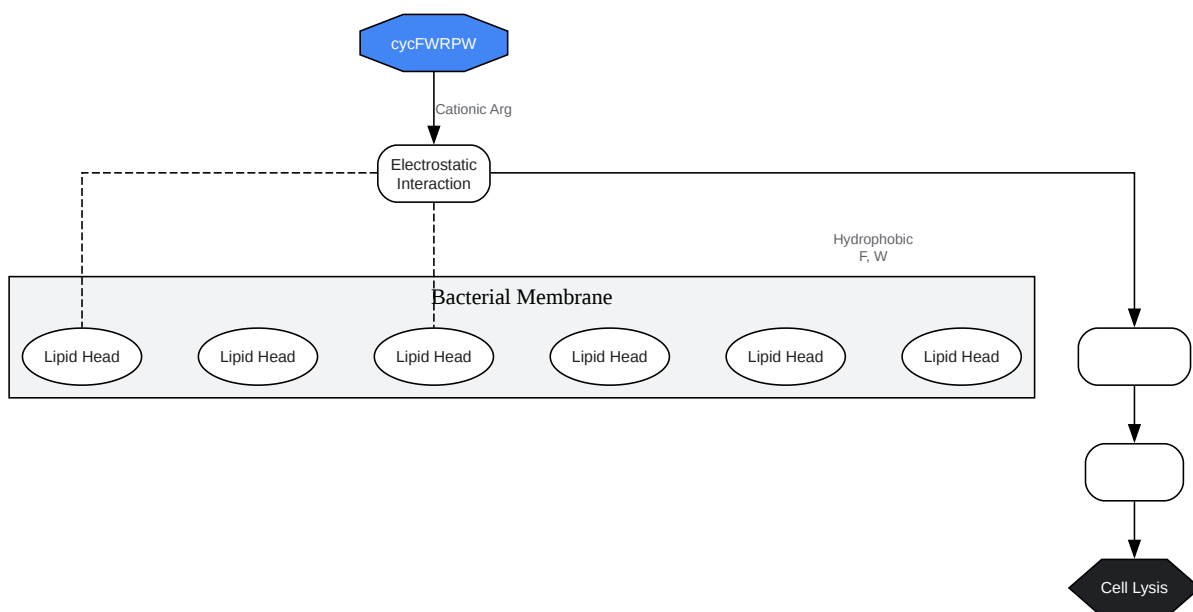 cycFWRPW
Cationic Arg
Electrostatic
Interaction
Hydrophobic
F, W
Bacterial Membrane
Lipid Head
Lipid Head
Lipid Head
Lipid Head
Lipid Head
Lipid Head
Cell Lysis